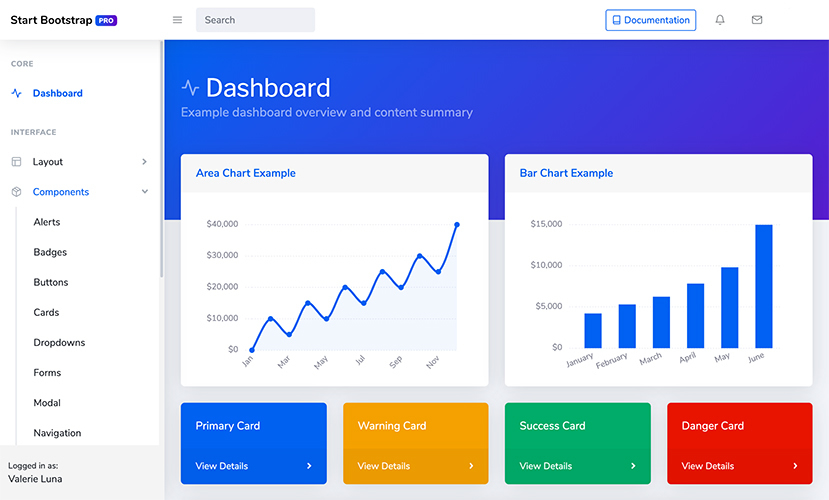 Start Bootstrap PRO
Search
Documentation
CORE
Dashboard
INTERFACE
Layout
Components
Alerts
Badges
Buttons
Cards
Dropdowns
Forms
Modal
Navigation
Logged in as:
Valerie Luna
Dashboard
Example dashboard overview and content summary
Area Chart Example
$40,000
$30,000
$20,000
$10,000
$0
Jan Mar May Jul Sep Nov
Bar Chart Example
$15,000
$10,000
$5,000
$0
January February March April May June
Primary Card
View Details
Warning Card
View Details
Success Card
View Details
Danger Card
View Details